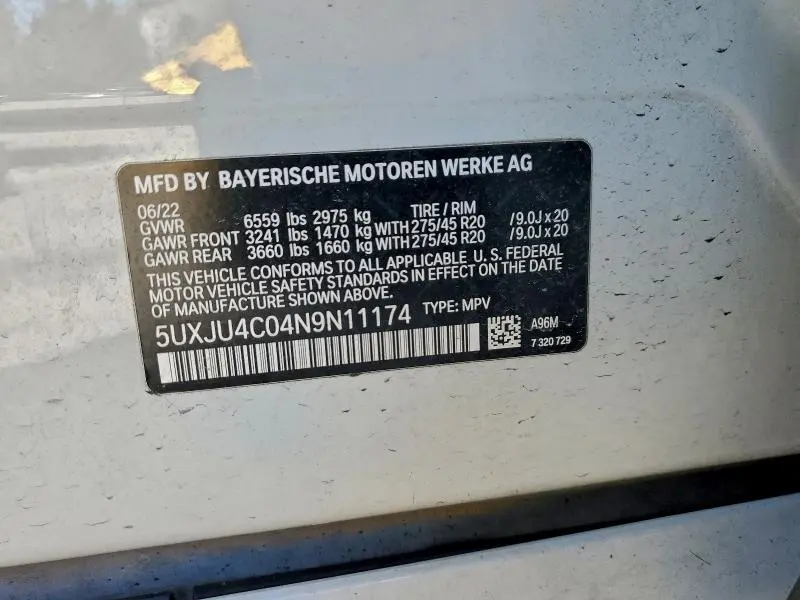 MFD BY BAYERISCHE MOTOREN WERKE AG
06/22 TIRE / RIM
GVWR 6559 lbs 2975 kg
GAWR FRONT 3241 lbs 1470 kg WITH 275/45 R20 / 9.0J x 20
GAWR REAR 3660 lbs 1660 kg WITH 275/45 R20 / 9.0J x 20
THIS VEHICLE CONFORMS TO ALL APPLICABLE U. S. FEDERAL
MOTOR VEHICLE SAFETY STANDARDS IN EFFECT ON THE DATE
OF MANUFACTURE SHOWN ABOVE.
5UXJU4C04N9N11174 TYPE: MPV
A96M
7 320 729